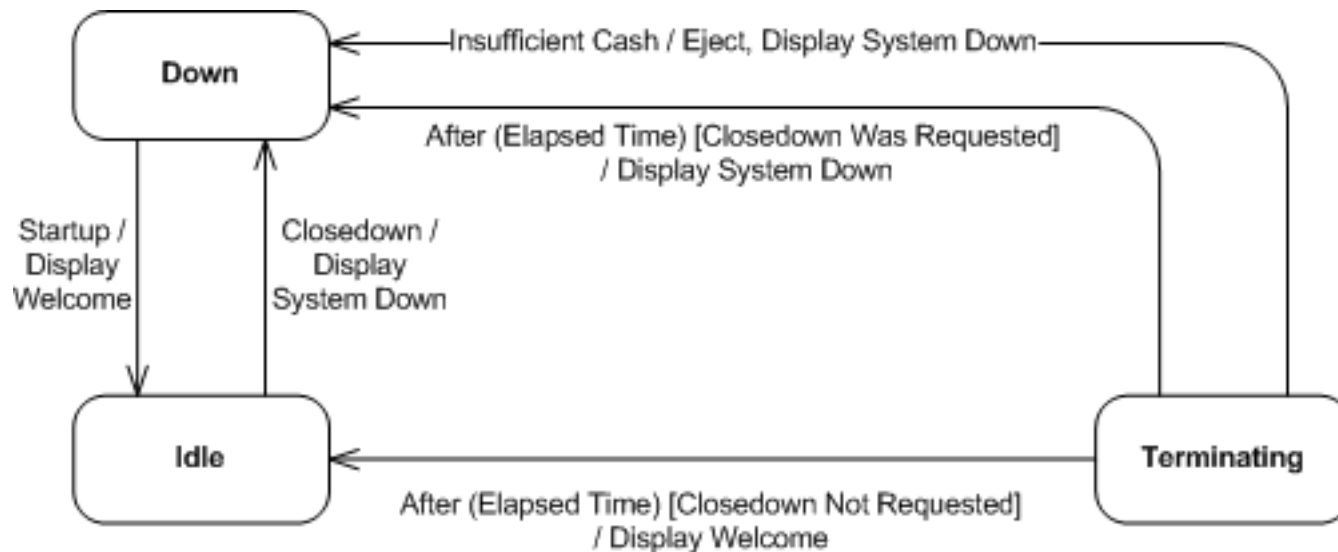 Insufficient Cash / Eject, Display System Down
Down
After (Elapsed Time) [Closedown Was Requested]
/ Display System Down
Startup /
Display
Welcome
Closedown /
Display
System Down
Idle
Terminating
After (Elapsed Time) [Closedown Not Requested]
/ Display Welcome